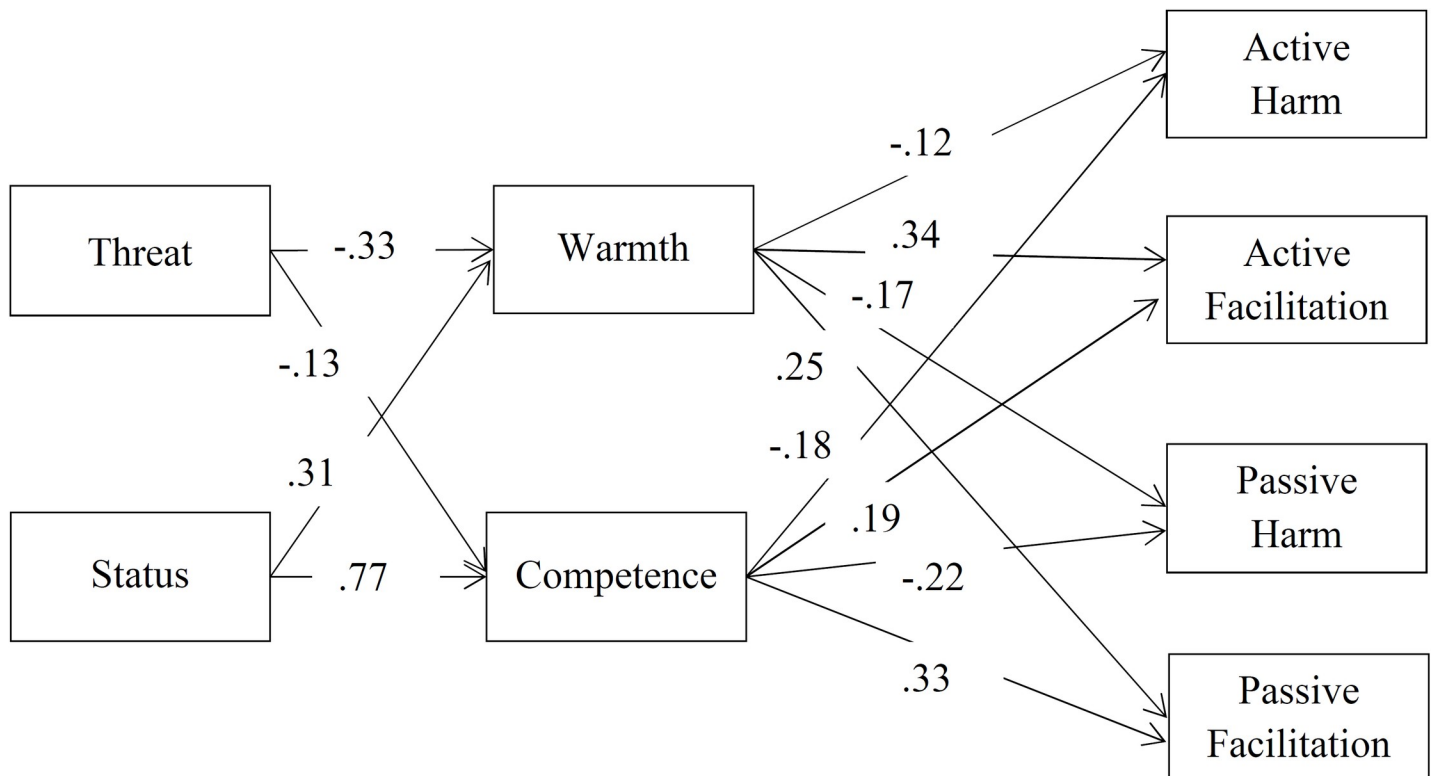 Active
Harm
-.12
Threat
-.33
Warmth
.34
Active
Facilitation
-.17
-.13
.25
-.18
.31
Passive
Harm
.19
Status
.77
Competence
-.22
.33
Passive
Facilitation